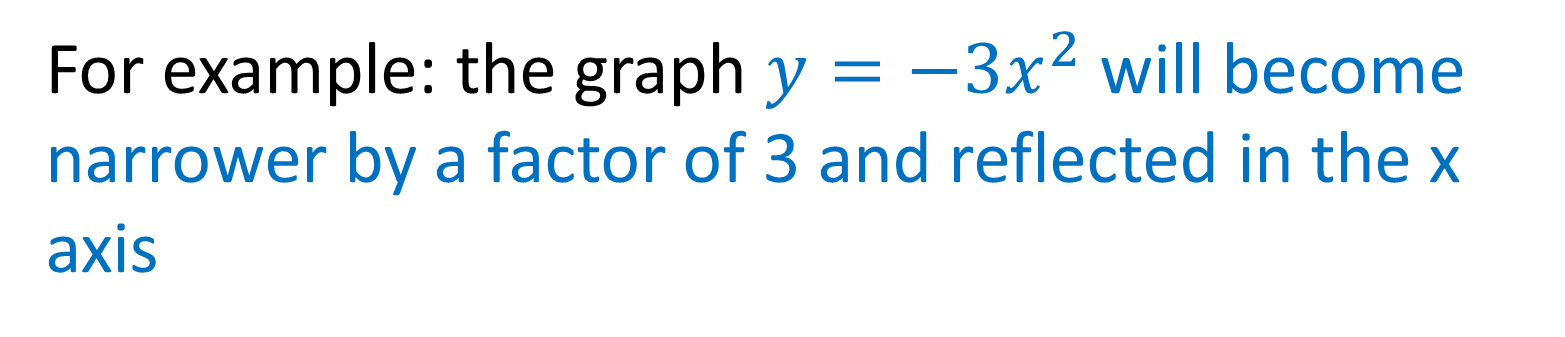 For example: the graph y = −3x² will become
narrower by a factor of 3 and reflected in the x
axis